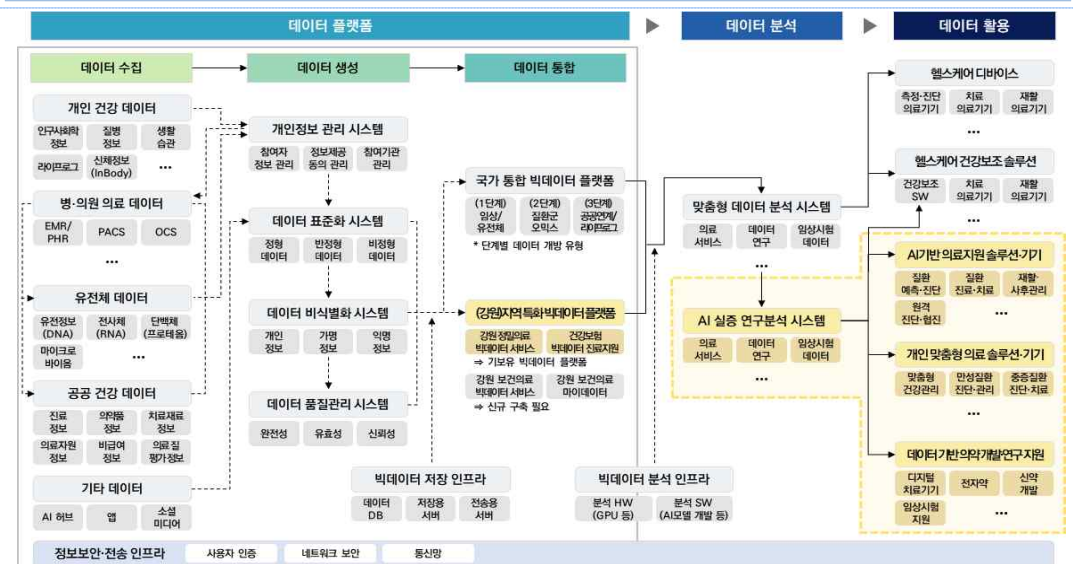 데이터 플랫폼
데이터 분석
데이터 활용
데이터 수집
데이터 생성
데이터 통합
개인 건강 데이터
인구사회학 정보
질병 정보
생활 습관
라이프로그
신체정보 (InBody)
...
병·의원 의료 데이터
EMR/ PHR
PACS
OCS
...
유전체 데이터
유전정보 (DNA)
전사체 (RNA)
단백체 (프로테옴)
마이크로 바이옴
...
공공 건강 데이터
진료 정보
의약품 정보
치료재료 정보
의료자원 정보
비급여 정보
의료 질 평가 정보
기타 데이터
AI 허브
앱
소셜 미디어
개인정보 관리 시스템
참여자 정보 관리
정보제공 동의 관리
참여기관 관리
데이터 표준화 시스템
정형 데이터
반정형 데이터
비정형 데이터
데이터 비식별화 시스템
개인 정보
가명 정보
익명 정보
데이터 품질관리 시스템
완전성
유효성
신뢰성
국가 통합 빅데이터 플랫폼
(1단계) 임상/ 유전체
(2단계) 질환군 오믹스
(3단계) 공공연계/ 라이프로그
* 단계별 데이터 개방 유형
(강원)지역 특화 빅데이터 플랫폼
강원 정밀의료 빅데이터 서비스
건강보험 빅데이터 진료지원
⇒ 기보유 빅데이터 플랫폼
강원 보건의료 빅데이터 서비스
강원 보건의료 마이데이터
⇒ 신규 구축 필요
빅데이터 저장 인프라
데이터 DB
저장용 서버
전송용 서버
빅데이터 분석 인프라
분석 HW (GPU 등)
분석 SW (AI모델 개발 등)
맞춤형 데이터 분석 시스템
의료 서비스
데이터 연구
임상시험 데이터
...
AI 실증 연구분석 시스템
의료 서비스
데이터 연구
임상시험 데이터
...
헬스케어 디바이스
측정·진단 의료기기
치료 의료기기
재활 의료기기
...
헬스케어 건강보조 솔루션
건강보조 SW
치료 의료기기
재활 의료기기
...
AI기반 의료지원 솔루션·기기
질환 예측·진단
질환 진료·치료
재활· 사후관리
원격 진단·협진
개인 맞춤형 의료 솔루션·기기
맞춤형 건강관리
만성질환 진단·관리
중증질환 진단·치료
...
데이터 기반 의약 개발 연구 지원
디지털 치료기기
전자약
신약 개발
임상시험 지원
...
정보보안·전송 인프라
사용자 인증
네트워크 보안
통신망